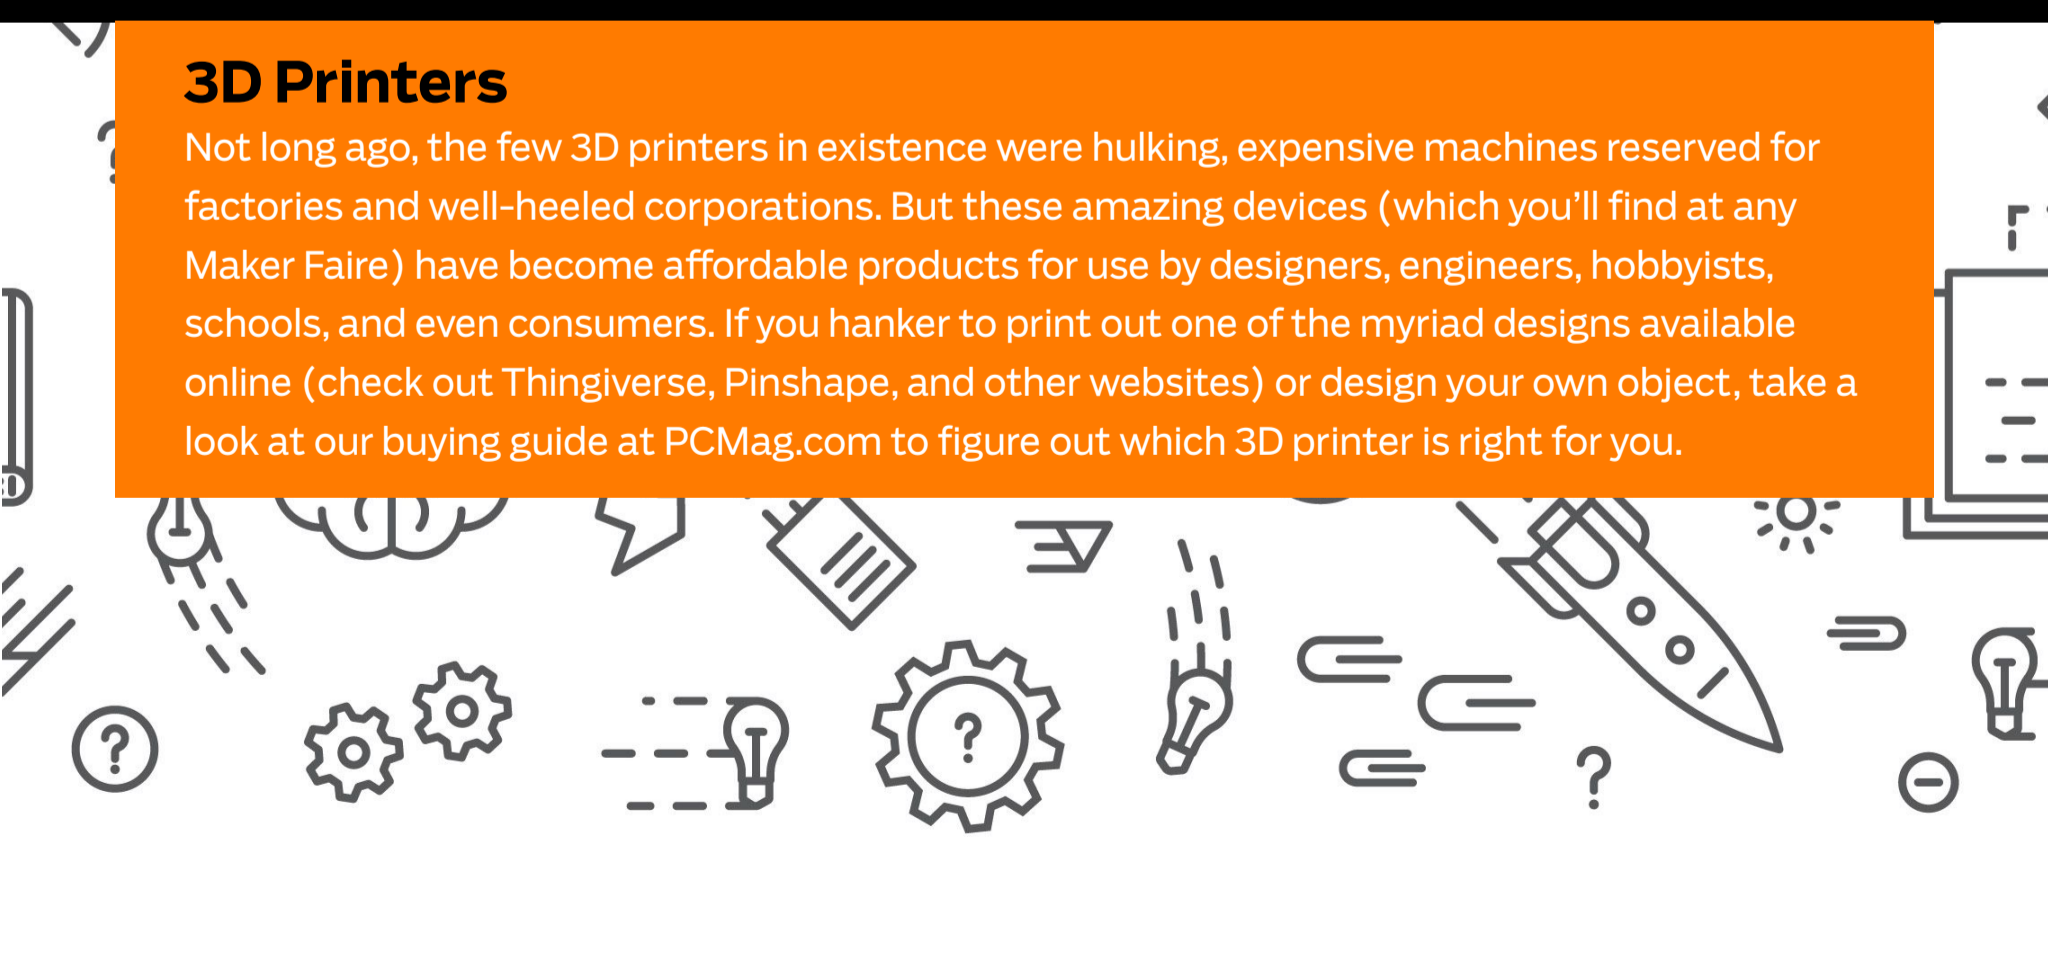 3D Printers
Not long ago, the few 3D printers in existence were hulking, expensive machines reserved for
factories and well-heeled corporations. But these amazing devices (which you’ll find at any
Maker Faire) have become affordable products for use by designers, engineers, hobbyists,
schools, and even consumers. If you hanker to print out one of the myriad designs available
online (check out Thingiverse, Pinshape, and other websites) or design your own object, take a
look at our buying guide at PCMag.com to figure out which 3D printer is right for you.
?
?
?
?